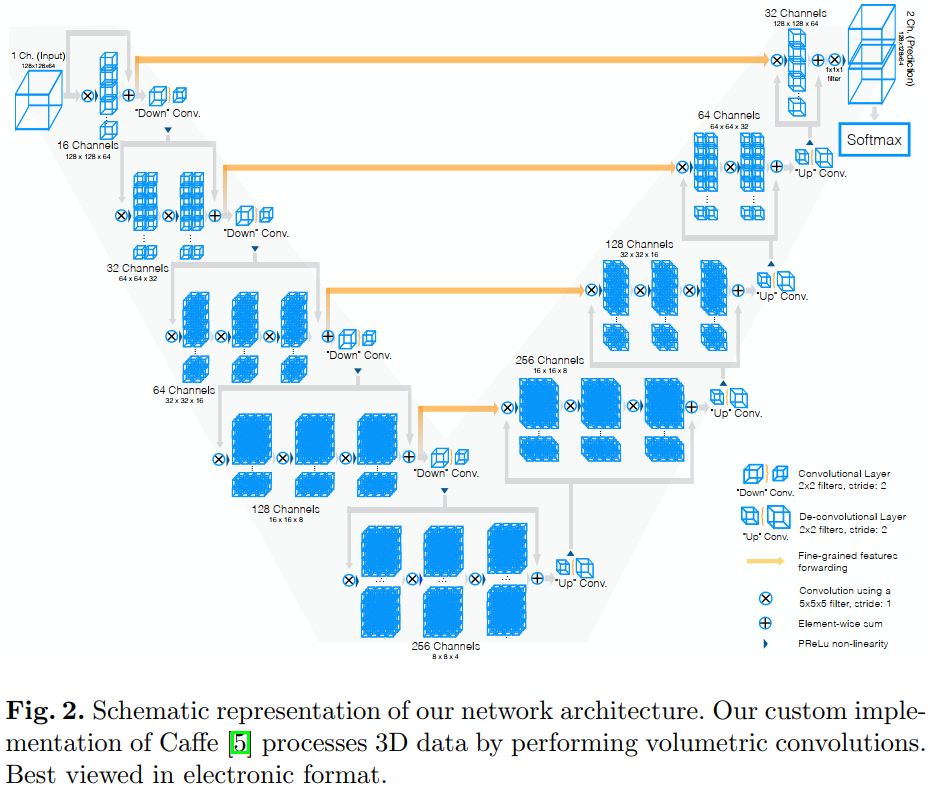 1 Ch. (Input)
128x128x64
"Down" Conv.
16 Channels
128 x 128 x 64
"Down" Conv.
32 Channels
64 x 64 x 32
"Down" Conv.
64 Channels
32 x 32 x 16
"Down" Conv.
128 Channels
16 x 16 x 8
256 Channels
8 x 8 x 4
"Up" Conv.
256 Channels
16 x 16 x 8
"Up" Conv.
128 Channels
32 x 32 x 16
"Up" Conv.
64 Channels
64 x 64 x 32
"Up" Conv.
32 Channels
128 x 128 x 64
1x1x1
filter
2 Ch. (Prediction)
128x128x64
Softmax
"Down" Conv.
Convolutional Layer
2x2 filters, stride: 2
"Up" Conv.
De-convolutional Layer
2x2 filters, stride: 2
Fine-grained features
forwarding
Convolution using a
5x5x5 filter, stride: 1
Element-wise sum
PReLu non-linearity
Fig. 2. Schematic representation of our network architecture. Our custom imple-
mentation of Caffe [5] processes 3D data by performing volumetric convolutions.
Best viewed in electronic format.